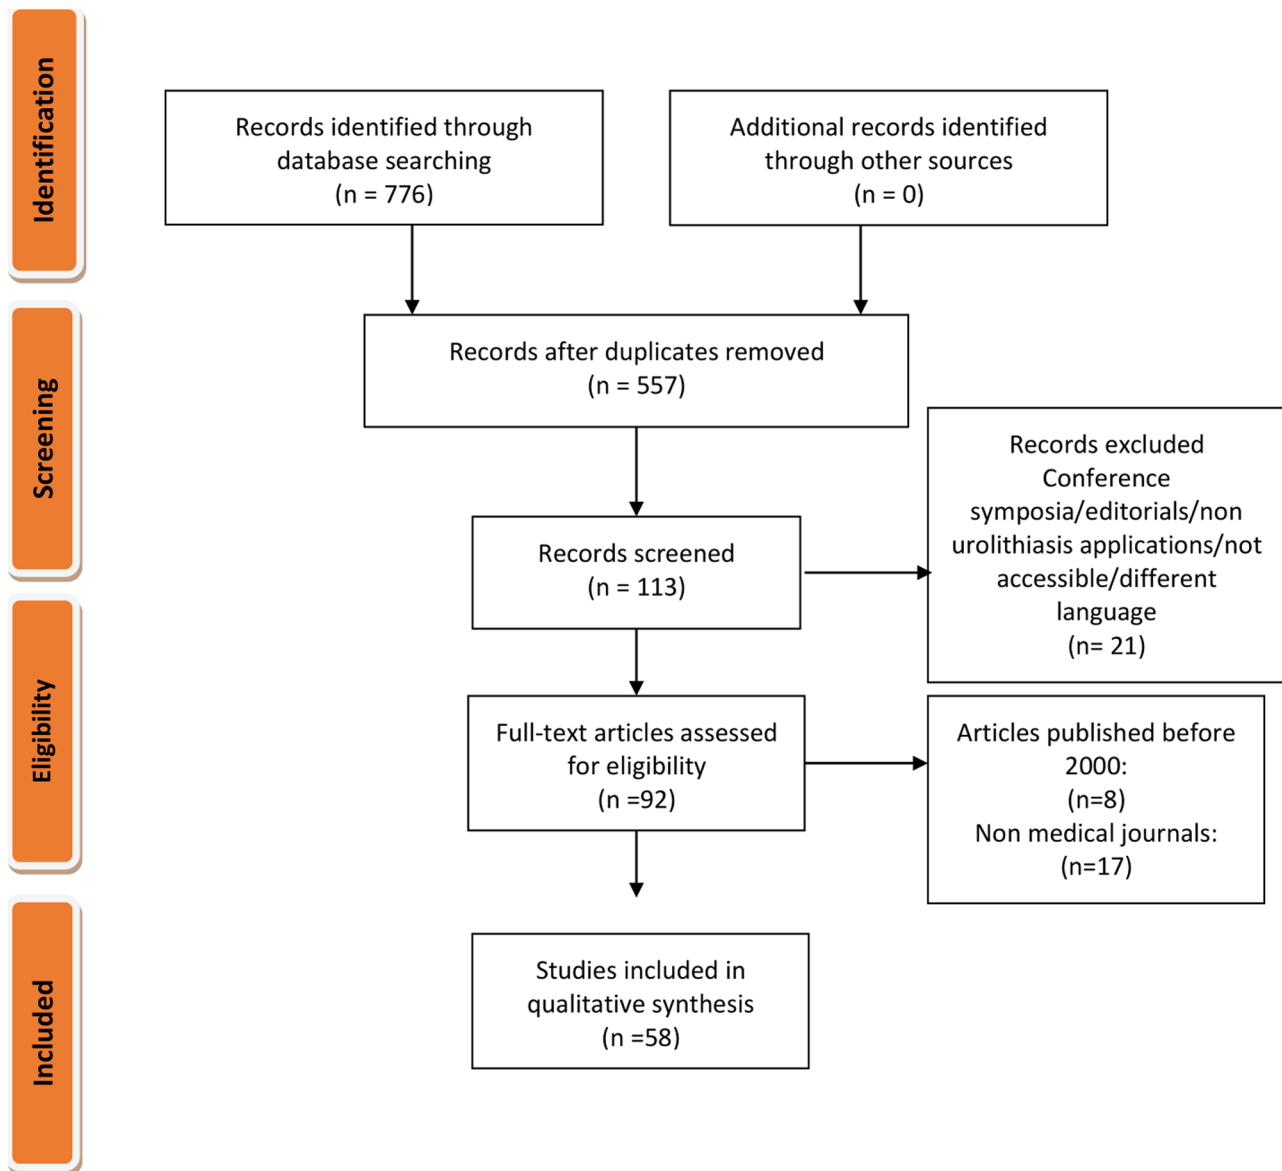 Identification
Records identified through
database searching
(n = 776)
Additional records identified
through other sources
(n = 0)
Screening
Records after duplicates removed
(n = 557)
Records screened
(n = 113)
Records excluded
Conference
symposia/editorials/non
urolithiasis applications/not
accessible/different
language
(n= 21)
Eligibility
Full-text articles assessed
for eligibility
(n =92)
Articles published before
2000:
(n=8)
Non medical journals:
(n=17)
Included
Studies included in
qualitative synthesis
(n =58)